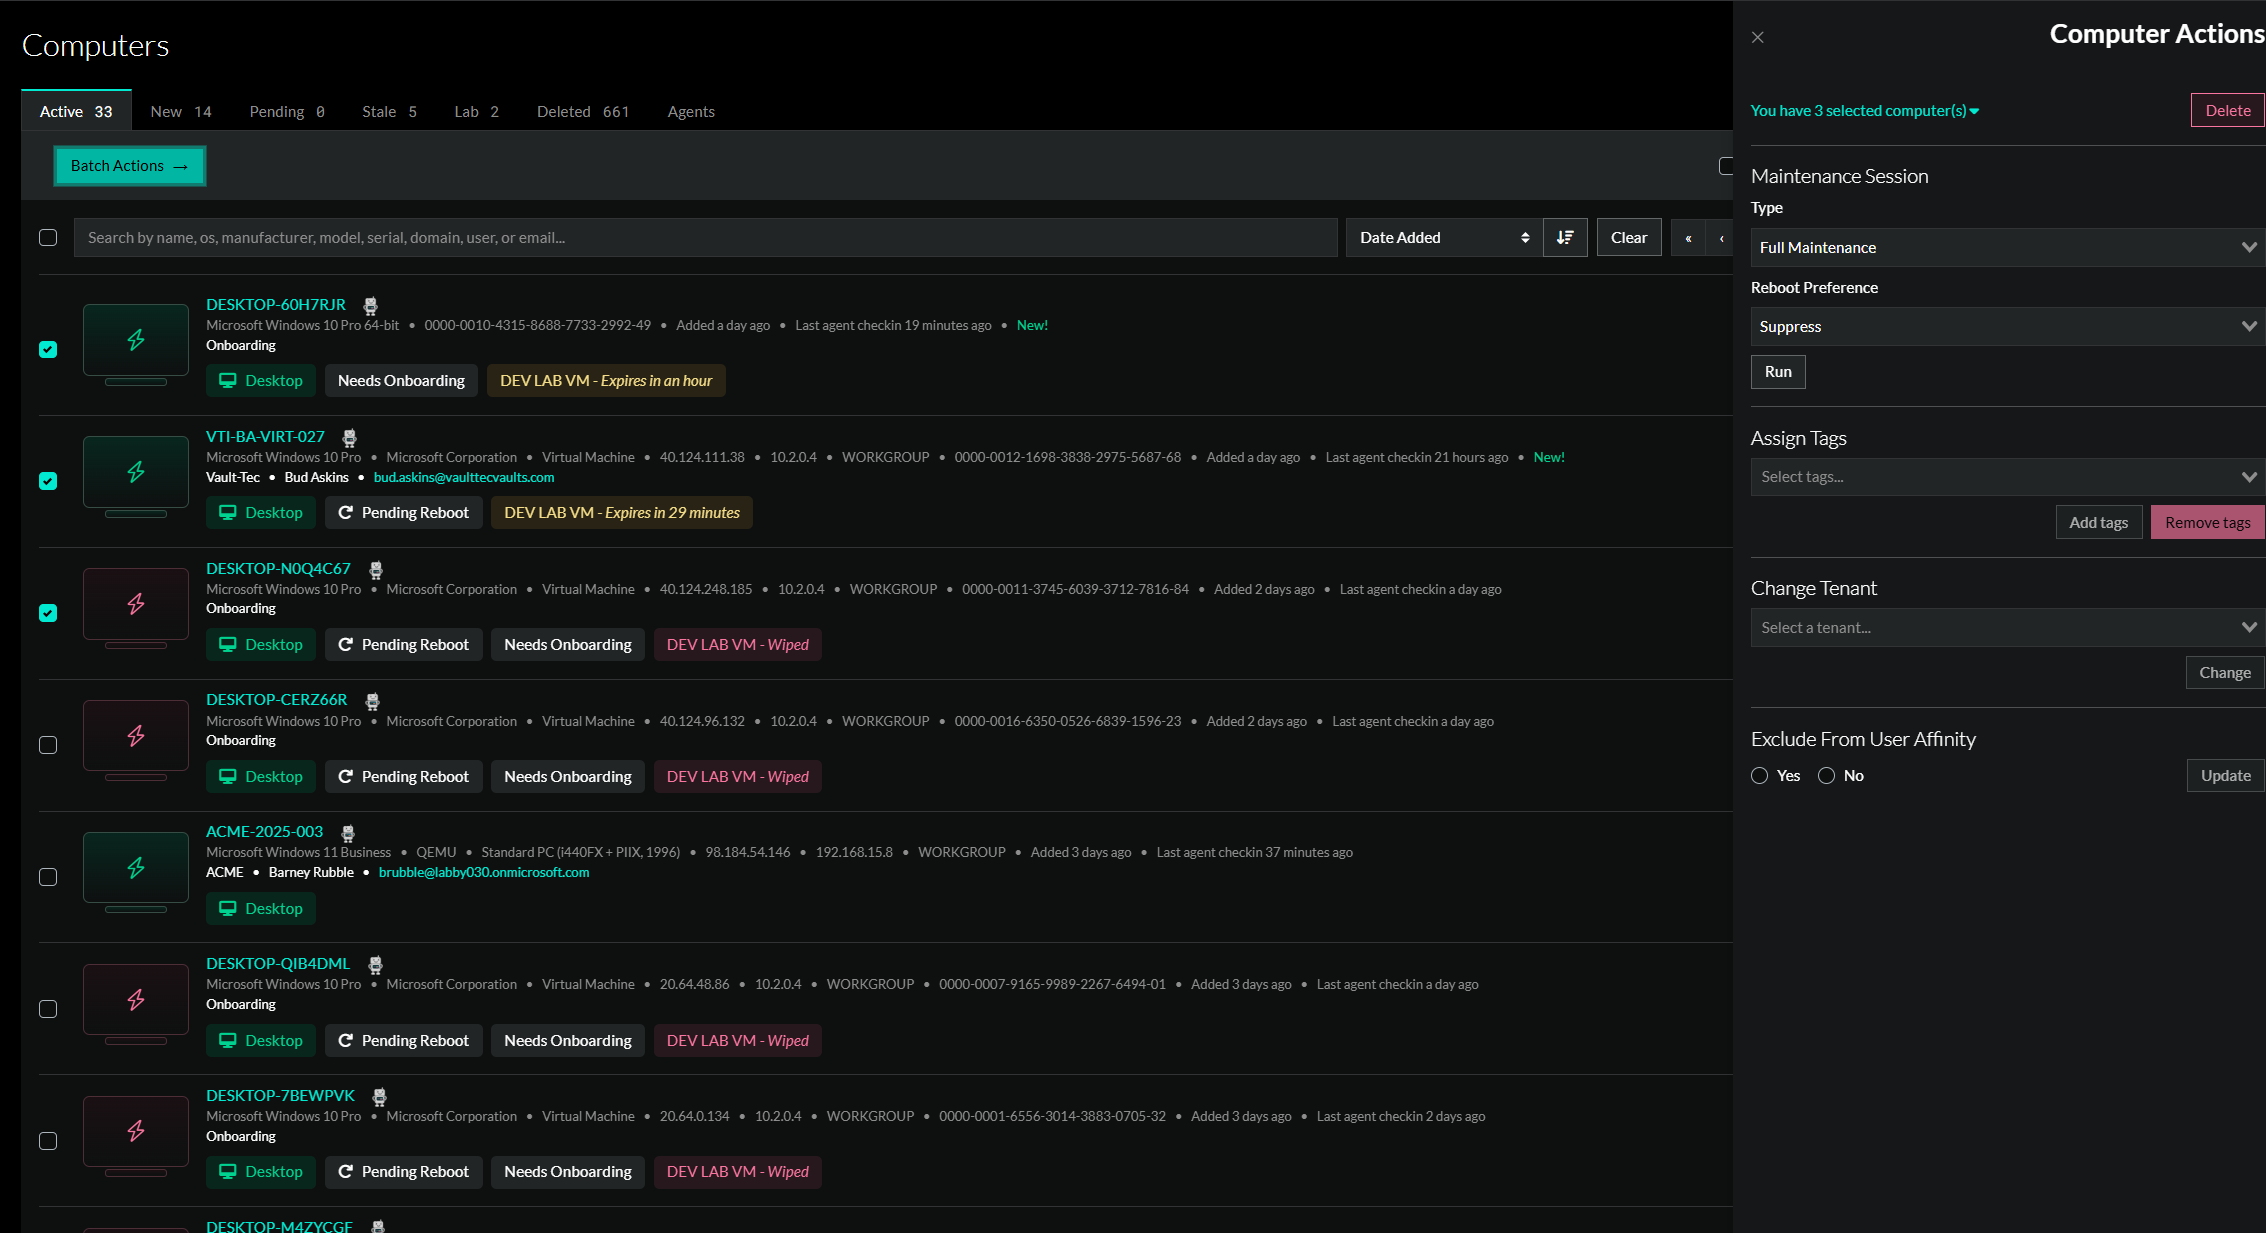 Computers
Active 33 New 14 Pending 0 Stale 5 Lab 2 Deleted 661 Agents
Batch Actions →
Search by name, os, manufacturer, model, serial, domain, user, or email... Date Added Clear « ‹
DESKTOP-60H7RJR
Microsoft Windows 10 Pro 64-bit • 0000-0010-4315-8688-7733-2992-49 • Added a day ago • Last agent checkin 19 minutes ago • New!
Onboarding
Desktop Needs Onboarding DEV LAB VM - Expires in an hour
VTI-BA-VIRT-027
Microsoft Windows 10 Pro • Microsoft Corporation • Virtual Machine • 40.124.111.38 • 10.2.0.4 • WORKGROUP • 0000-0012-1698-3838-2975-5687-68 • Added a day ago • Last agent checkin 21 hours ago • New!
Vault-Tec • Bud Askins • bud.askins@vaulttecvaults.com
Desktop Pending Reboot DEV LAB VM - Expires in 29 minutes
DESKTOP-N0Q4C67
Microsoft Windows 10 Pro • Microsoft Corporation • Virtual Machine • 40.124.248.185 • 10.2.0.4 • WORKGROUP • 0000-0011-3745-6039-3712-7816-84 • Added 2 days ago • Last agent checkin a day ago
Onboarding
Desktop Pending Reboot Needs Onboarding DEV LAB VM - Wiped
DESKTOP-CERZ66R
Microsoft Windows 10 Pro • Microsoft Corporation • Virtual Machine • 40.124.96.132 • 10.2.0.4 • WORKGROUP • 0000-0016-6350-0526-6839-1596-23 • Added 2 days ago • Last agent checkin a day ago
Onboarding
Desktop Pending Reboot Needs Onboarding DEV LAB VM - Wiped
ACME-2025-003
Microsoft Windows 11 Business • QEMU • Standard PC (i440FX + PIIX, 1996) • 98.184.54.146 • 192.168.15.8 • WORKGROUP • Added 3 days ago • Last agent checkin 37 minutes ago
ACME • Barney Rubble • brubble@labby030.onmicrosoft.com
Desktop
DESKTOP-QIB4DML
Microsoft Windows 10 Pro • Microsoft Corporation • Virtual Machine • 20.64.48.86 • 10.2.0.4 • WORKGROUP • 0000-0007-9165-9989-2267-6494-01 • Added 3 days ago • Last agent checkin a day ago
Onboarding
Desktop Pending Reboot Needs Onboarding DEV LAB VM - Wiped
DESKTOP-7BEWPVK
Microsoft Windows 10 Pro • Microsoft Corporation • Virtual Machine • 20.64.0.134 • 10.2.0.4 • WORKGROUP • 0000-0001-6556-3014-3883-0705-32 • Added 3 days ago • Last agent checkin 2 days ago
Onboarding
Desktop Pending Reboot Needs Onboarding DEV LAB VM - Wiped
DESKTOP-M4ZYCGF
Computer Actions
You have 3 selected computer(s) Delete
Maintenance Session
Type
Full Maintenance
Reboot Preference
Suppress
Run
Assign Tags
Select tags...
Add tags Remove tags
Change Tenant
Select a tenant...
Change
Exclude From User Affinity
Yes No Update